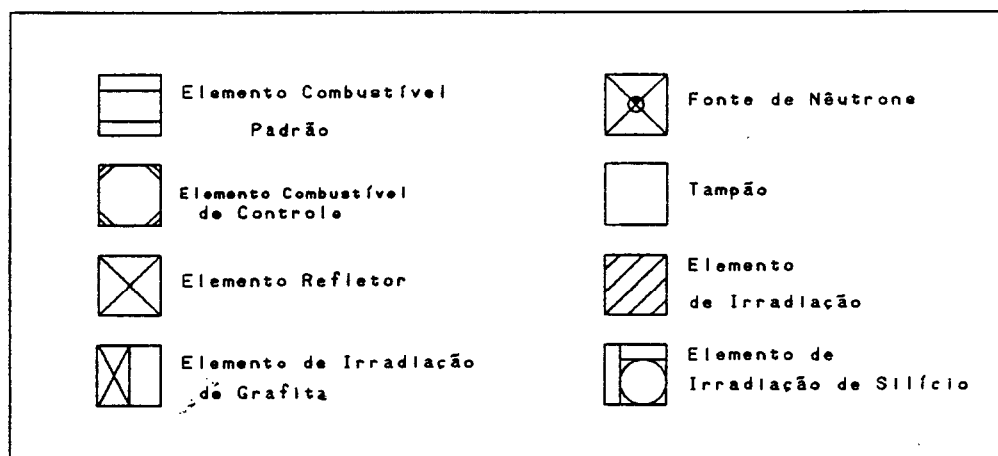 Elemento Combustível
Padrão
Elemento Combustível
de Controle
Elemento Refletor
Elemento de Irradiação
de Grafita
Fonte de Nêutrone
Tampão
Elemento
de Irradiação
Elemento de
Irradiação de Silício